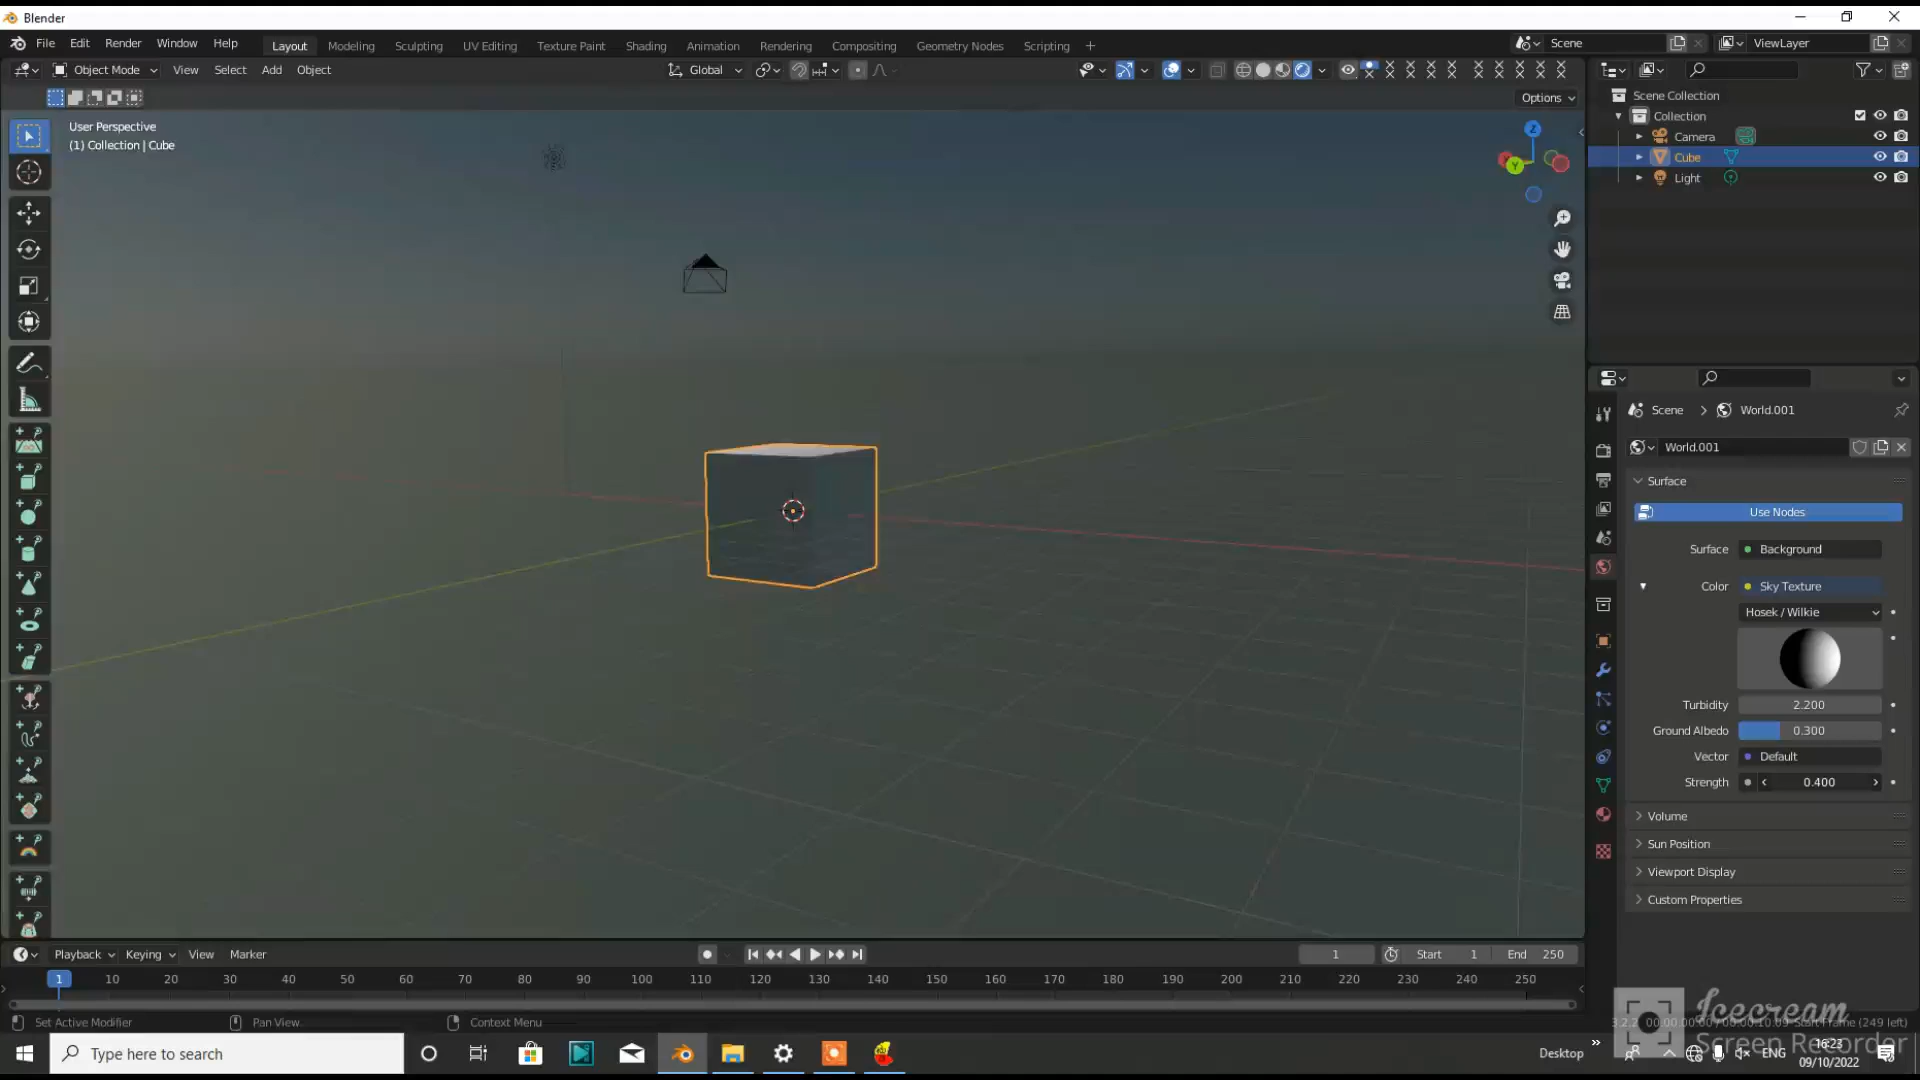 Blender
File Edit Render Window Help Layout Modeling Sculpting UV Editing Texture Paint Shading Animation Rendering Compositing Geometry Nodes Scripting + Scene ViewLayer
Object Mode View Select Add Object Global
Options
User Perspective
(1) Collection | Cube
Z
Y
Scene Collection
Collection
Camera
Cube
Light
Scene > World.001
World.001
Surface
Use Nodes
Surface Background
Color Sky Texture
Hosek / Wilkie
Turbidity 2.200
Ground Albedo 0.300
Vector Default
Strength 0.400
Volume
Sun Position
Viewport Display
Custom Properties
Playback Keying View Marker 1 Start 1 End 250
1 10 20 30 40 50 60 70 80 90 100 110 120 130 140 150 160 170 180 190 200 210 220 230 240 250
Set Active Modifier Pan View Context Menu
Icecream
Screen Recorder
Type here to search
Desktop
ENG
16:23
09/10/2022